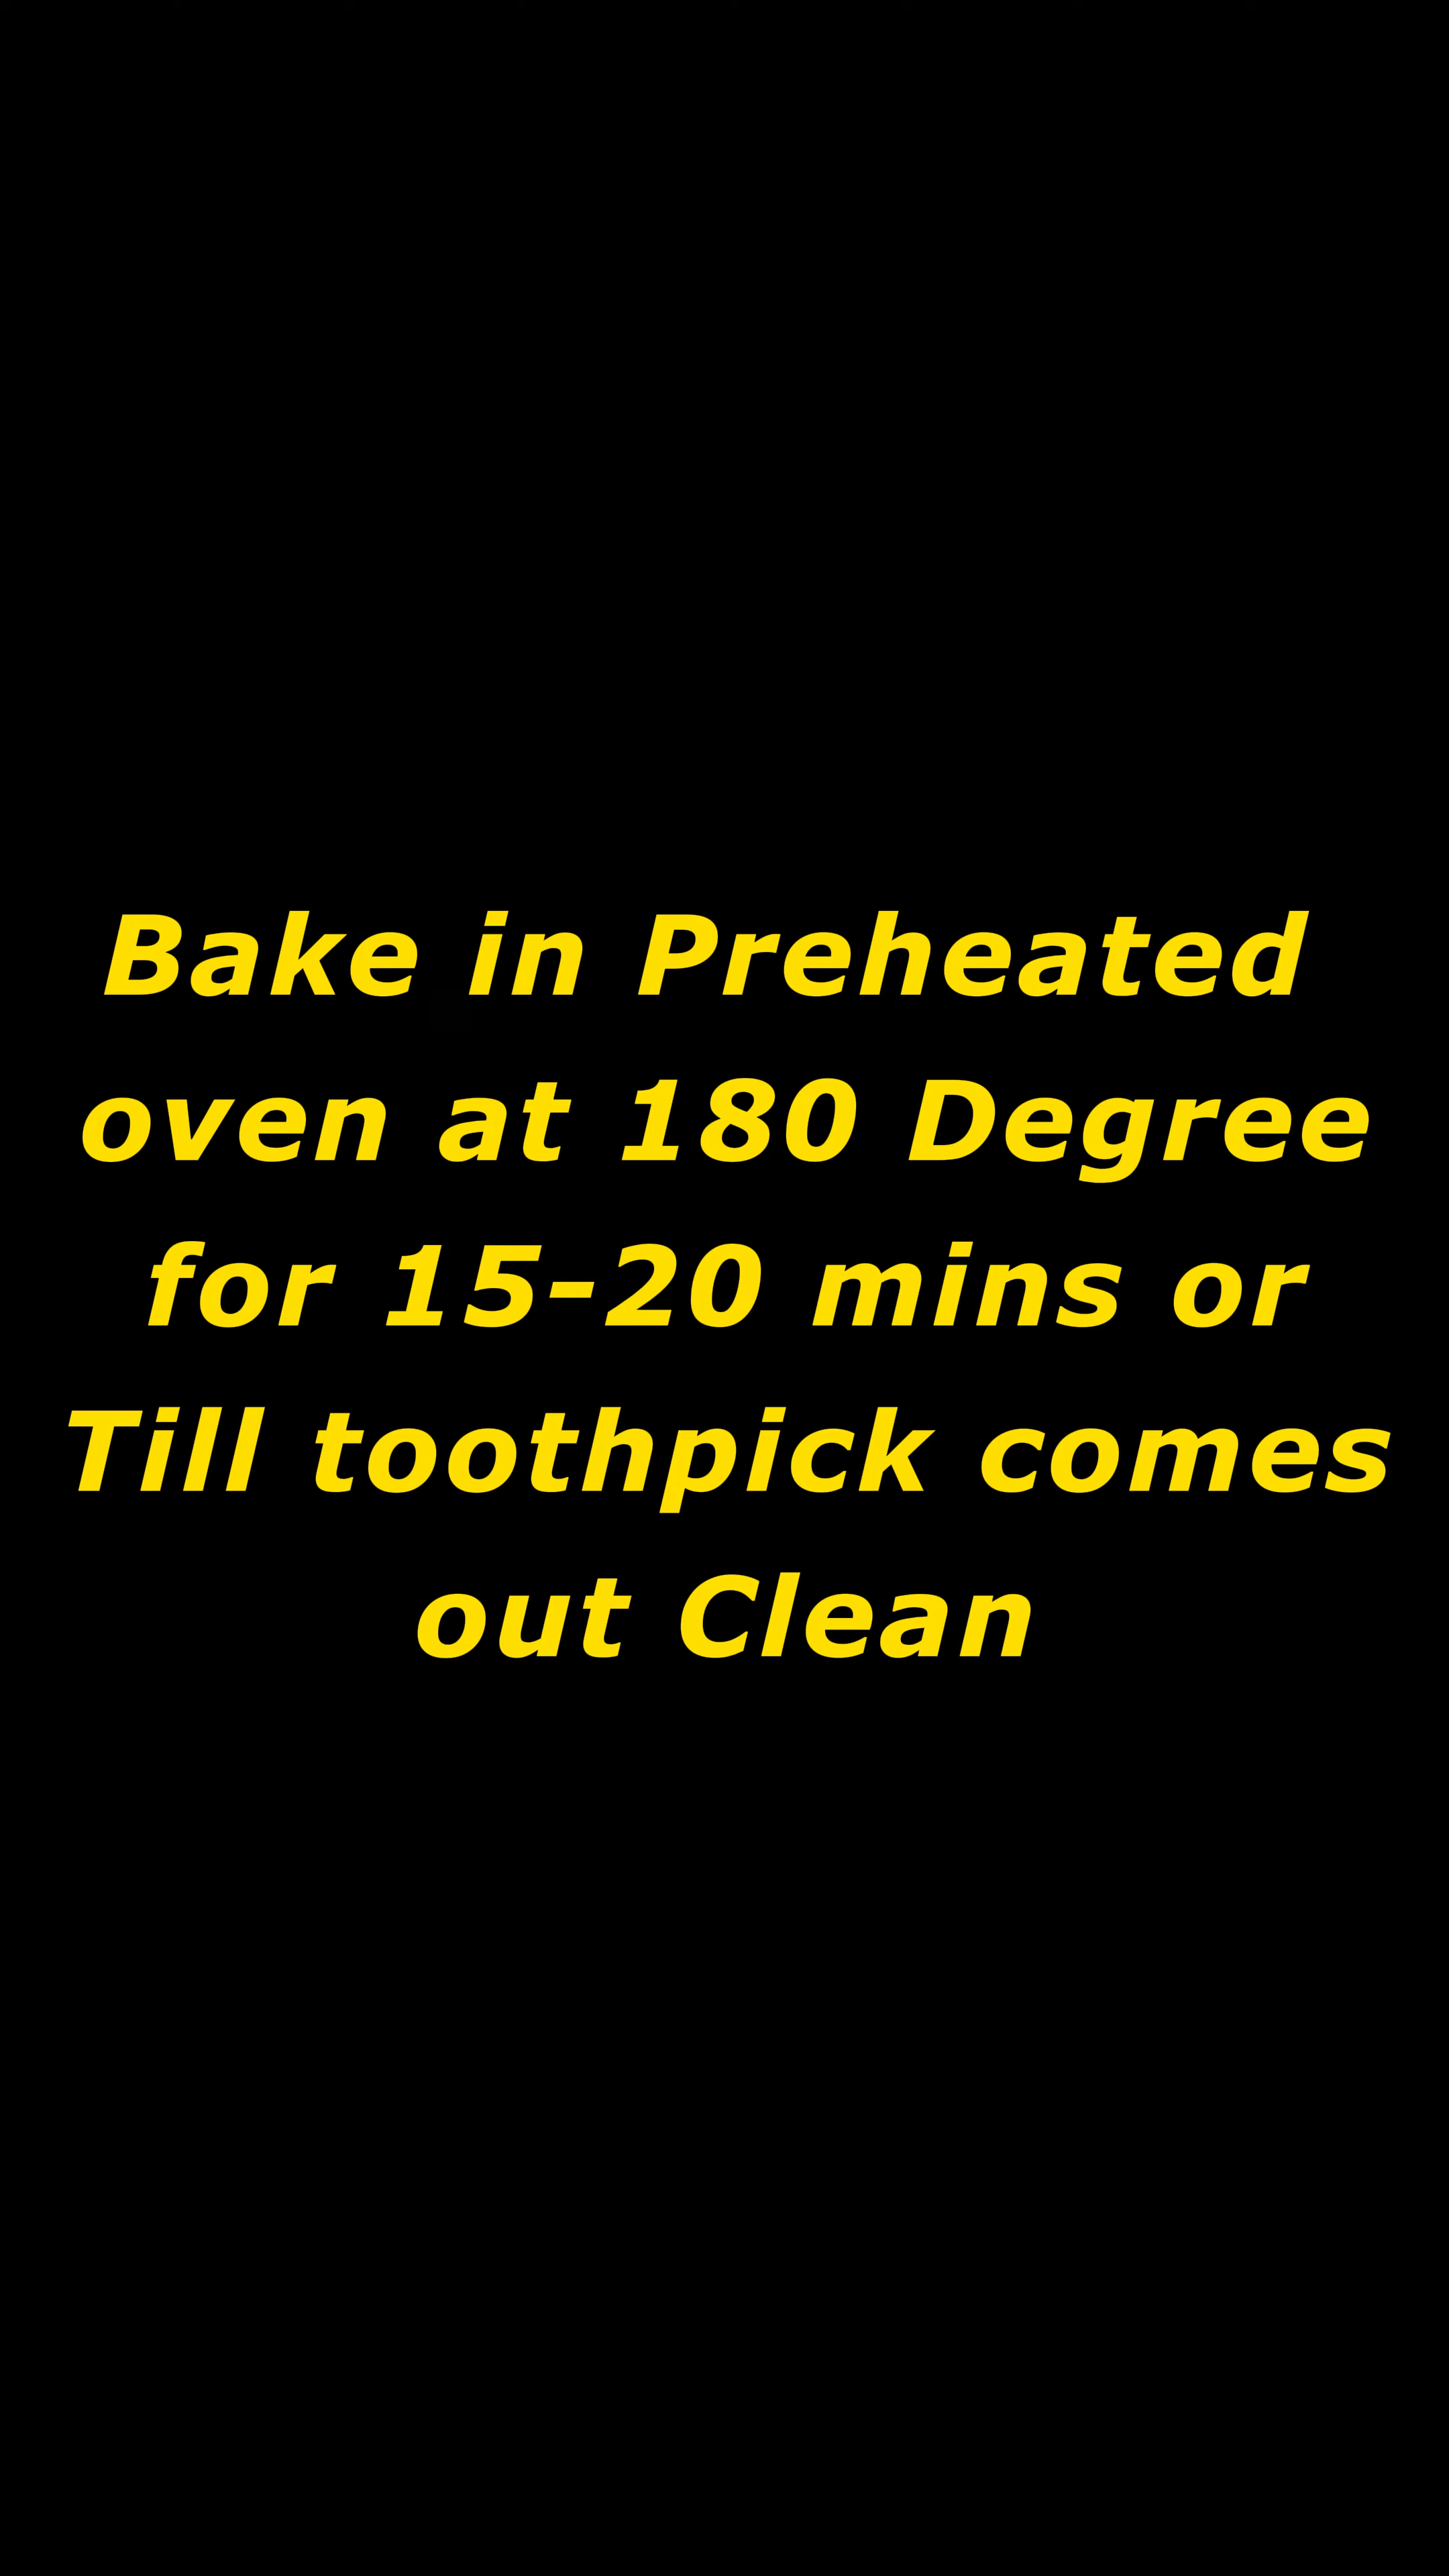 Bake in Preheated
oven at 180 Degree
for 15-20 mins or
Till toothpick comes
out Clean